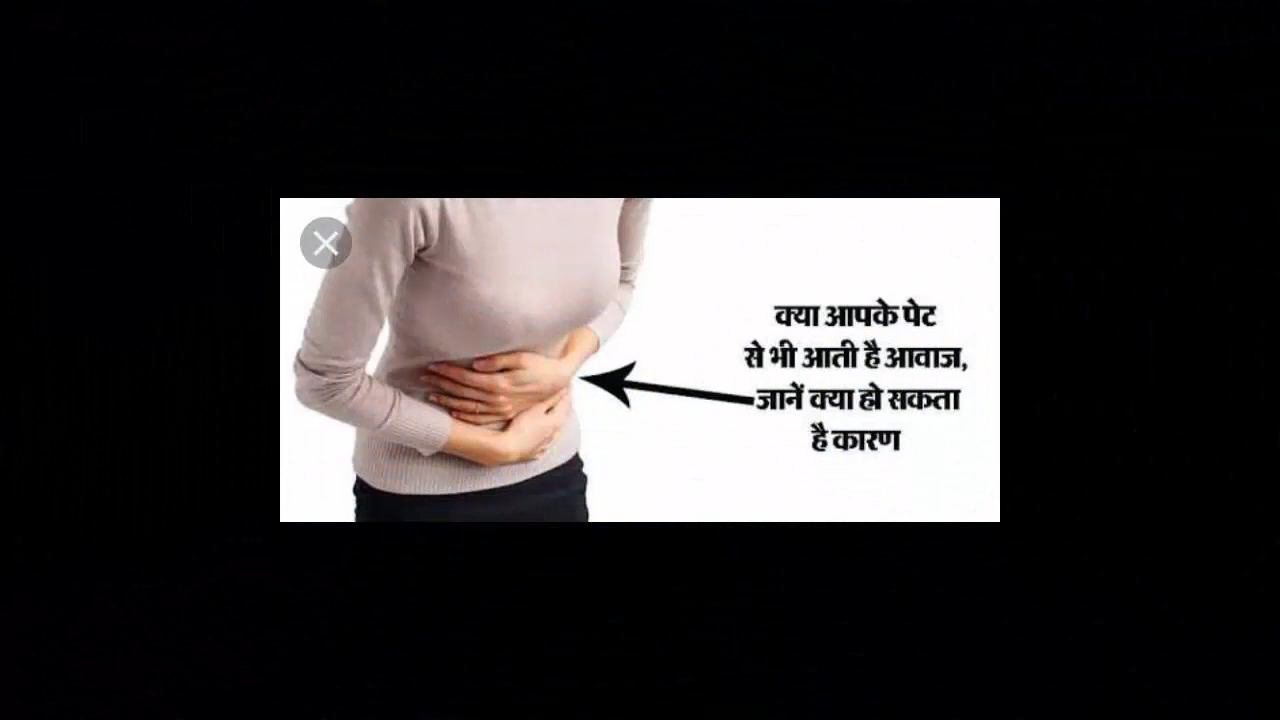 क्या आपके पेट
से भी आती है आवाज,
जानें क्या हो सकता
है कारण